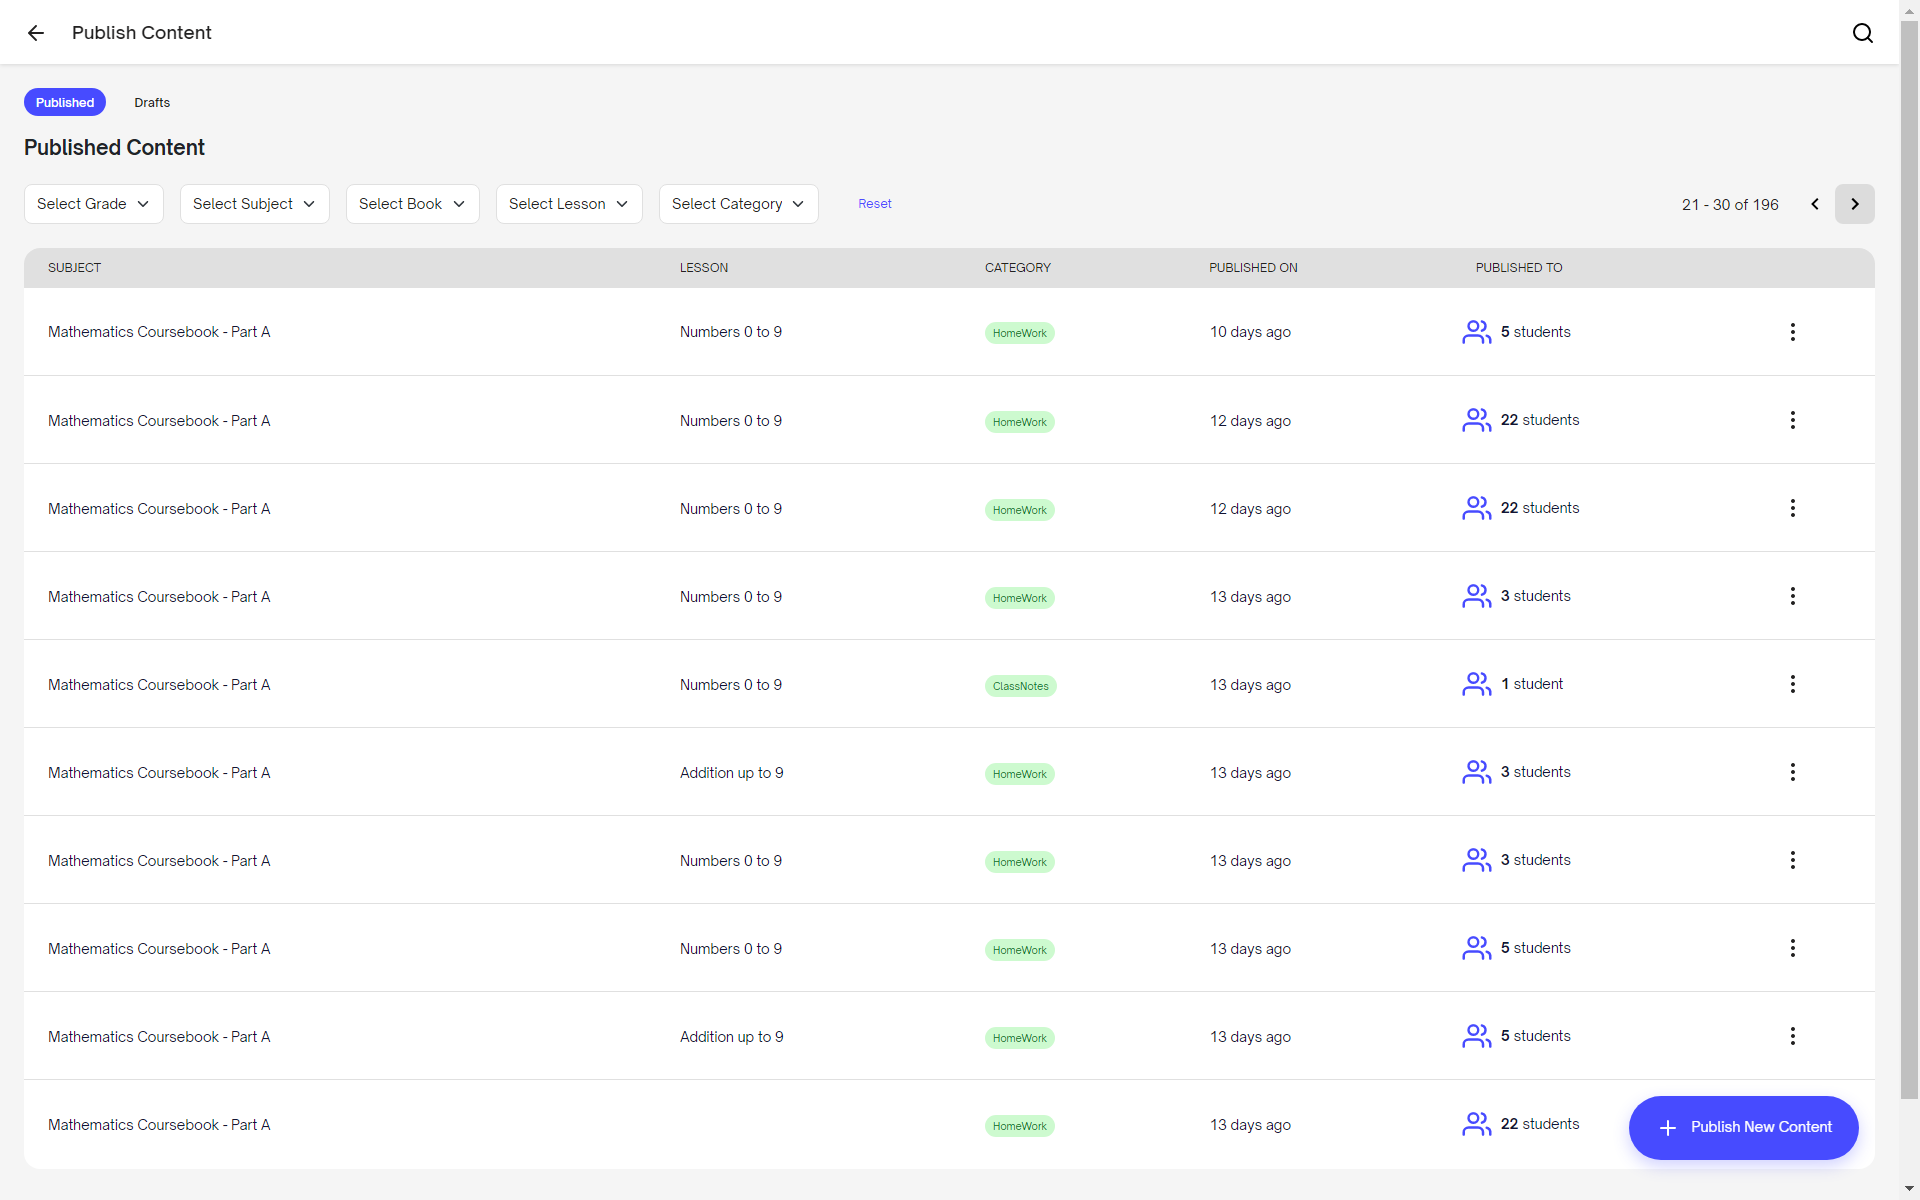 Publish Content
Published Drafts
Published Content
Select Grade Select Subject Select Book Select Lesson Select Category Reset 21 - 30 of 196
SUBJECT LESSON CATEGORY PUBLISHED ON PUBLISHED TO
Mathematics Coursebook - Part A Numbers 0 to 9 HomeWork 10 days ago 5 students
Mathematics Coursebook - Part A Numbers 0 to 9 HomeWork 12 days ago 22 students
Mathematics Coursebook - Part A Numbers 0 to 9 HomeWork 12 days ago 22 students
Mathematics Coursebook - Part A Numbers 0 to 9 HomeWork 13 days ago 3 students
Mathematics Coursebook - Part A Numbers 0 to 9 ClassNotes 13 days ago 1 student
Mathematics Coursebook - Part A Addition up to 9 HomeWork 13 days ago 3 students
Mathematics Coursebook - Part A Numbers 0 to 9 HomeWork 13 days ago 3 students
Mathematics Coursebook - Part A Numbers 0 to 9 HomeWork 13 days ago 5 students
Mathematics Coursebook - Part A Addition up to 9 HomeWork 13 days ago 5 students
Mathematics Coursebook - Part A HomeWork 13 days ago 22 students
Publish New Content